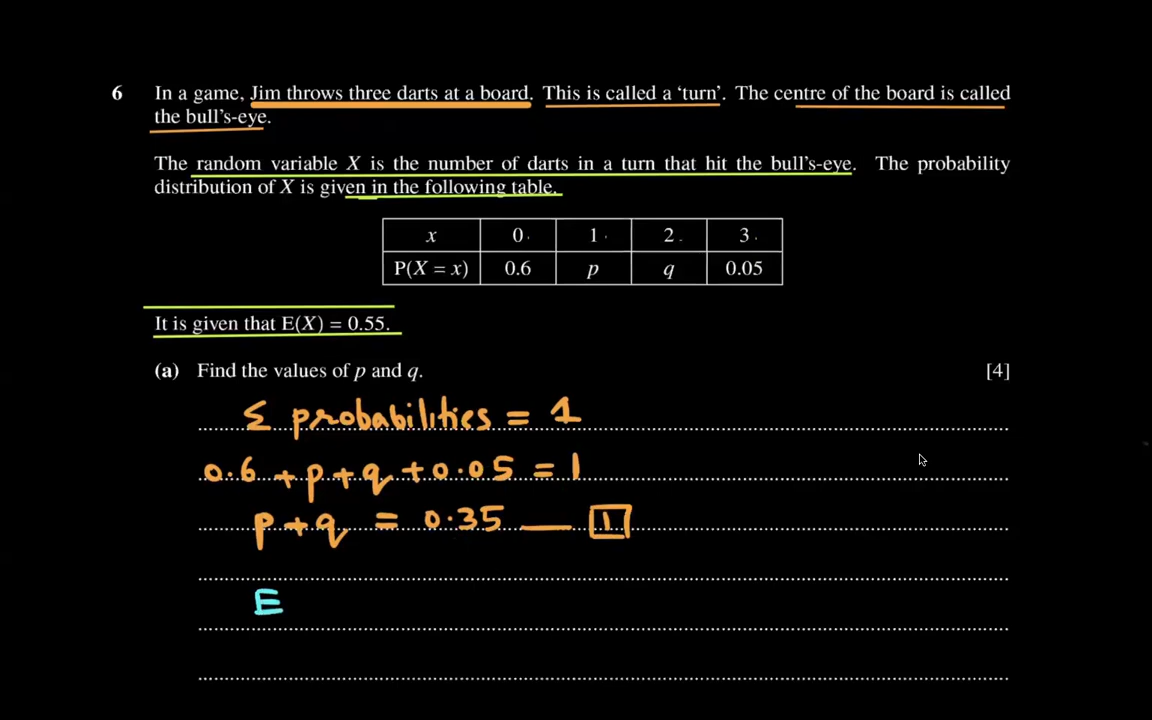 6 In a game, Jim throws three darts at a board. This is called a ‘turn’. The centre of the board is called
the bull’s-eye.
The random variable X is the number of darts in a turn that hit the bull’s-eye. The probability
distribution of X is given in the following table.
x 0 1 2 3
P(X = x) 0.6 p q 0.05
It is given that E(X) = 0.55.
(a) Find the values of p and q. [4]
Σ probabilities = 1
0.6 + p + q + 0.05 = 1
p + q = 0.35 — 1
E